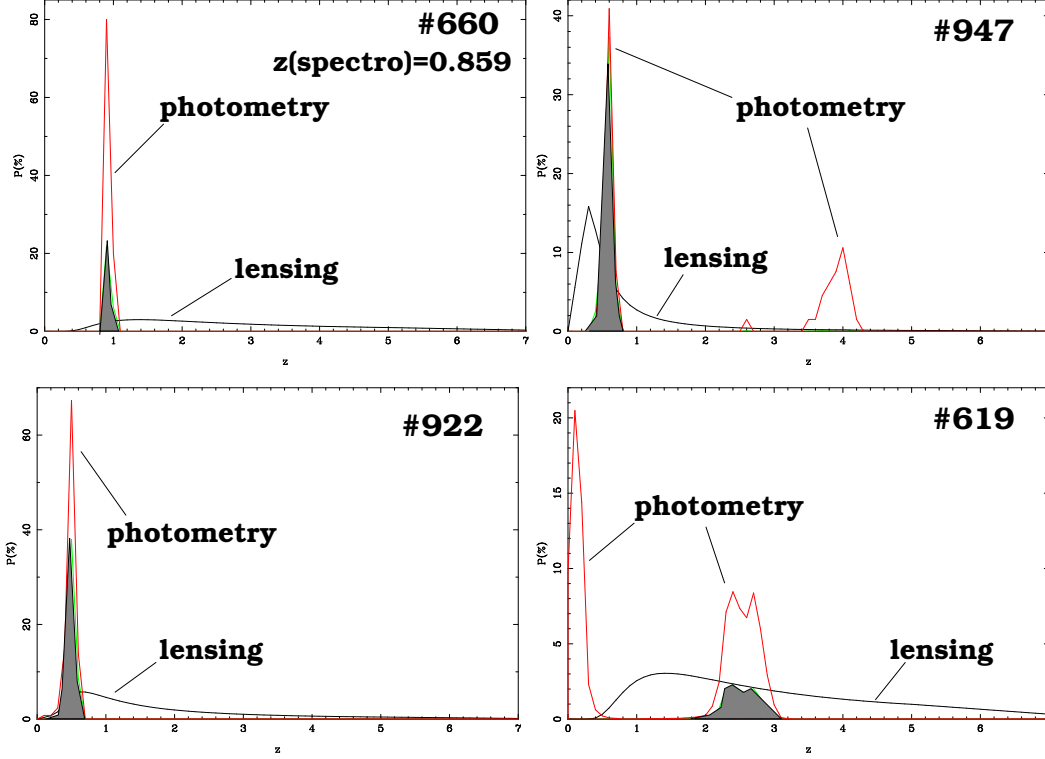 #660
z(spectro)=0.859
photometry
lensing
P(%)
0 20 40 60 80
0 1 2 3 4 5 6 7
z
#947
photometry
lensing
0 10 20 30 40
P(%)
0 1 2 3 4 5 6
z
#922
photometry
lensing
P(%)
0 20 40 60
0 1 2 3 4 5 6 7
z
#619
photometry
lensing
P(%)
0 5 10 15 20
0 1 2 3 4 5 6
z